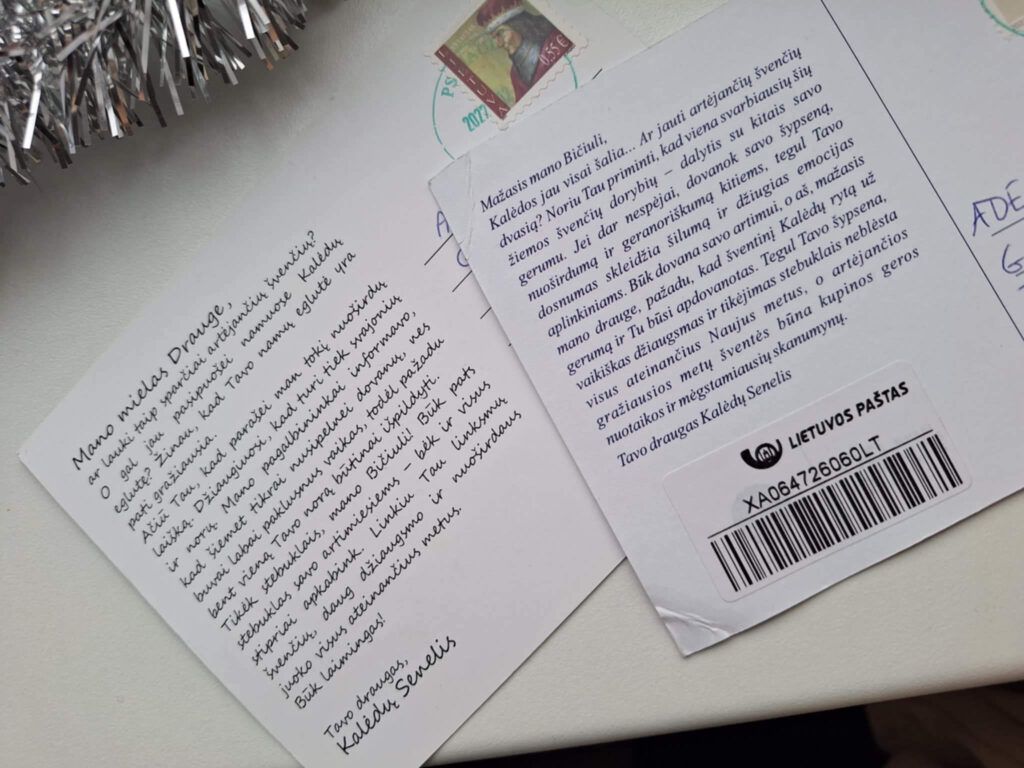 Mano mielas Drauge,
ar lauki taip sparčiai artėjančių švenčių?
O gal jau pasipuošei namuose Kalėdų
eglutę? Žinau, kad Tavo namų eglutė yra
pati gražiausia.
Ačiū Tau, kad parašei man tokį nuoširdų
laišką. Džiaugiuosi, kad turi tiek svajonių
ir norų. Mano pagalbininkai informavo,
kad šiemet tikrai nusipelnei dovanų, nes
buvai labai paklusnus vaikas, todėl pažadu
bent vieną Tavo norą būtinai išpildyti.
Tikėk stebuklais, mano Bičiuli! Būk pats
stebuklas savo artimiesiems – bėk ir visus
stipriai apkabink. Linkiu Tau linksmų
švenčių, daug džiaugsmo ir nuoširdaus
juoko visus ateinančius metus.
Būk laimingas!
Tavo draugas,
Kalėdų Senelis
LIETUVA
0.55 €
PS
202
Mažasis mano Bičiuli,
Kalėdos jau visai šalia... Ar jauti artėjančių švenčių
dvasią? Noriu Tau priminti, kad viena svarbiausių šių
žiemos švenčių dorybių – dalytis su kitais savo
gerumu. Jei dar nespėjai, dovanok savo šypseną,
nuoširdumą ir geranoriškumą kitiems, tegul Tavo
dosnumas skleidžia šilumą ir džiugias emocijas
aplinkiniams. Būk dovana savo artimui, o aš, mažasis
mano drauge, pažadu, kad šventinį Kalėdų rytą už
gerumą ir Tu būsi apdovanotas. Tegul Tavo šypsena,
vaikiškas džiaugsmas ir tikėjimas stebuklais neblėsta
visus ateinančius Naujus metus, o artėjančios
gražiausios metų šventės būna kupinos geros
nuotaikos ir mėgstamiausių skanumynų.
Tavo draugas Kalėdų Senelis
LIETUVOS PAŠTAS
XA064726060LT
ADE
G